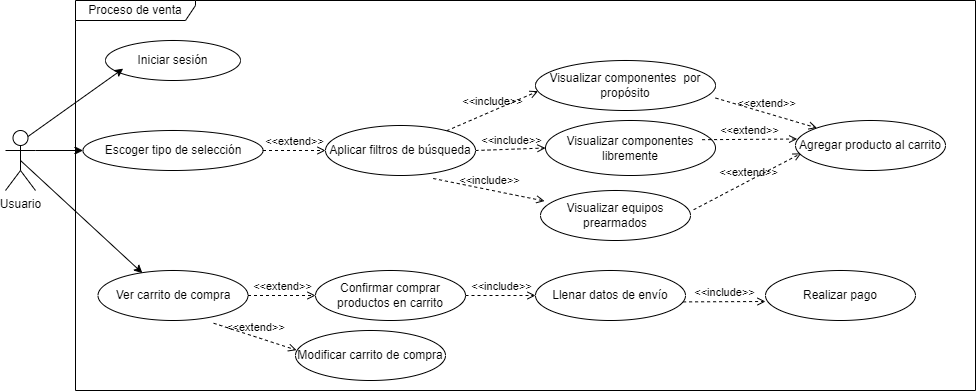 Proceso de venta
Iniciar sesión
Visualizar componentes por
propósito
<<include>>
<<extend>>
Usuario
Escoger tipo de selección
<<extend>>
Aplicar filtros de búsqueda
<<include>>
Visualizar componentes
libremente
<<extend>>
Agregar producto al carrito
<<include>>
Visualizar equipos
prearmados
<<extend>>
Ver carrito de compra
<<extend>>
Confirmar comprar
productos en carrito
<<include>>
Llenar datos de envío
<<include>>
Realizar pago
<<extend>>
Modificar carrito de compra